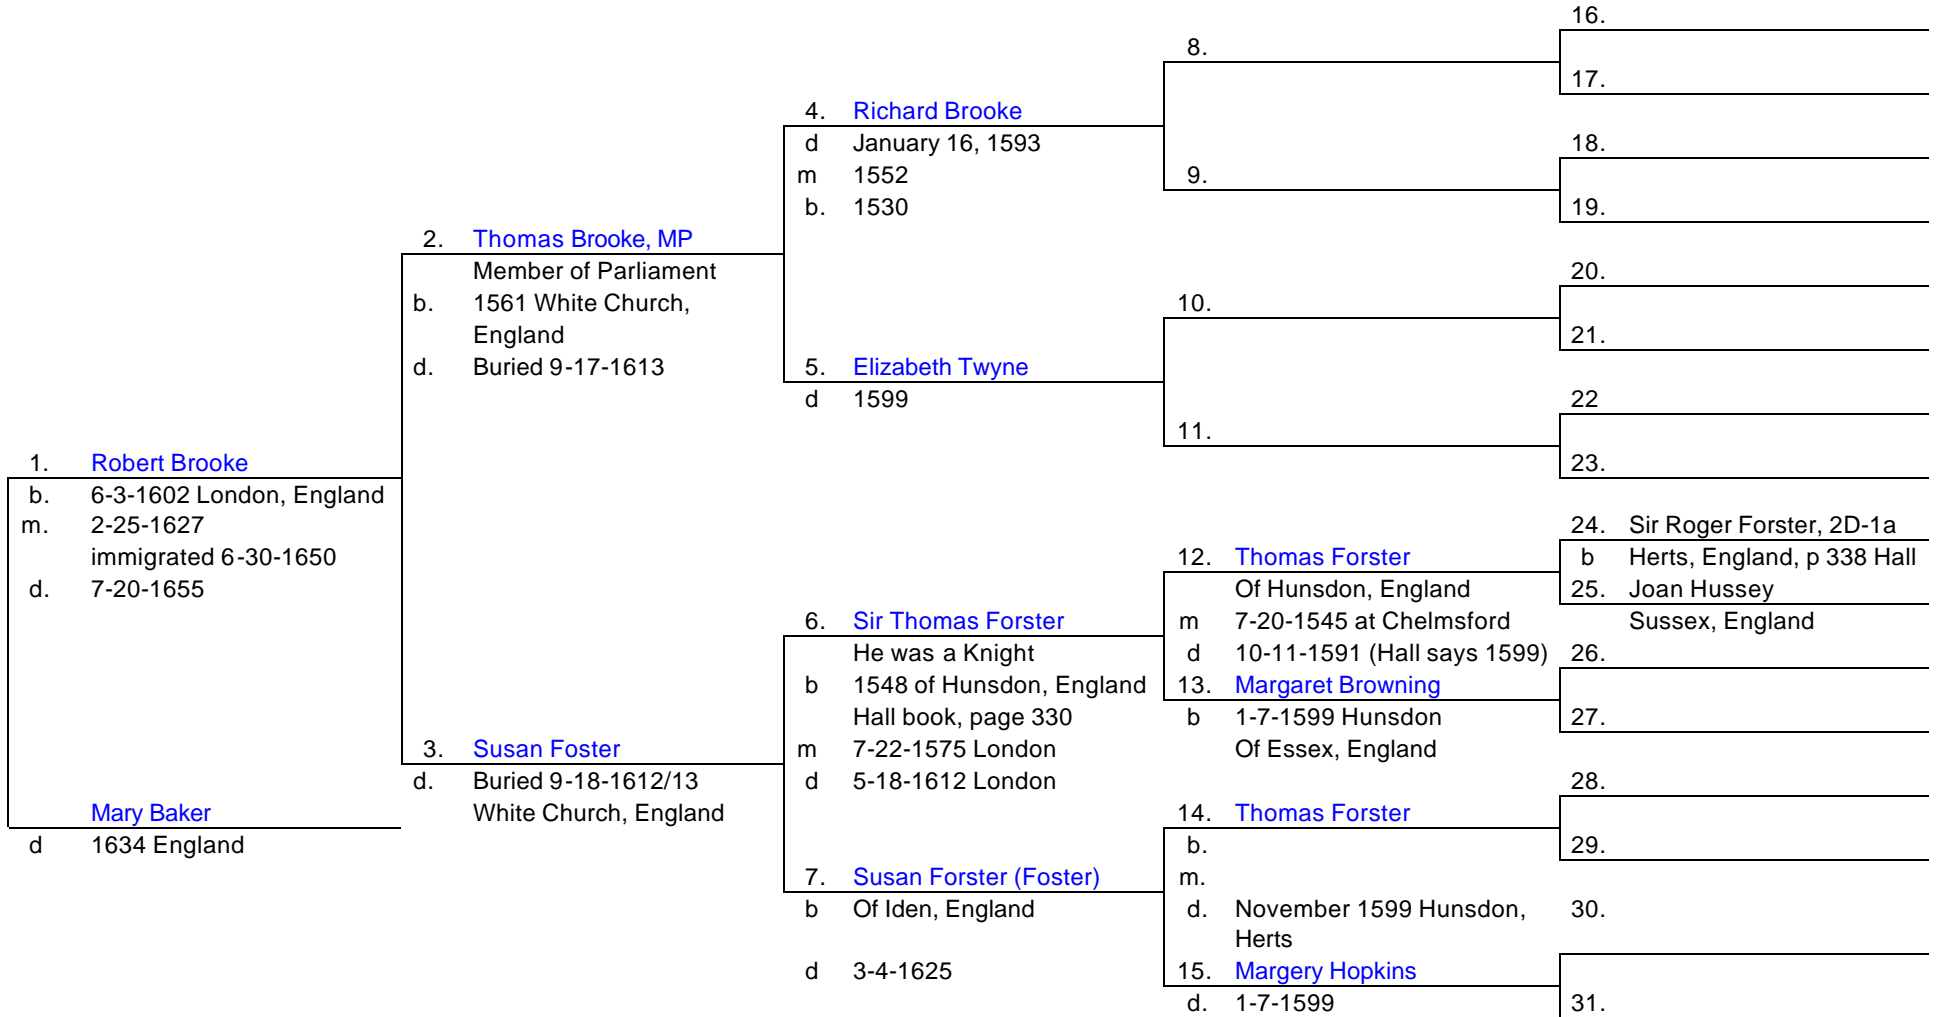 16.
8.
17.
4. Richard Brooke
d January 16, 1593
18.
m 1552
9.
b. 1530
19.
2. Thomas Brooke, MP
Member of Parliament
20.
b. 1561 White Church,
10.
England
21.
d. Buried 9-17-1613
5. Elizabeth Twyne
d 1599
22
11.
1. Robert Brooke
23.
b. 6-3-1602 London, England
m. 2-25-1627
24. Sir Roger Forster, 2D-1a
immigrated 6-30-1650
12. Thomas Forster
b Herts, England, p 338 Hall
d. 7-20-1655
Of Hunsdon, England
25. Joan Hussey
6. Sir Thomas Forster
m 7-20-1545 at Chelmsford
Sussex, England
He was a Knight
d 10-11-1591 (Hall says 1599)
26.
b 1548 of Hunsdon, England
13. Margaret Browning
Hall book, page 330
b 1-7-1599 Hunsdon
27.
3. Susan Foster
m 7-22-1575 London
Of Essex, England
d. Buried 9-18-1612/13
d 5-18-1612 London
28.
Mary Baker
White Church, England
14. Thomas Forster
d 1634 England
b.
29.
7. Susan Forster (Foster)
m.
b Of Iden, England
d. November 1599 Hunsdon,
30.
Herts
d 3-4-1625
15. Margery Hopkins
d. 1-7-1599
31.